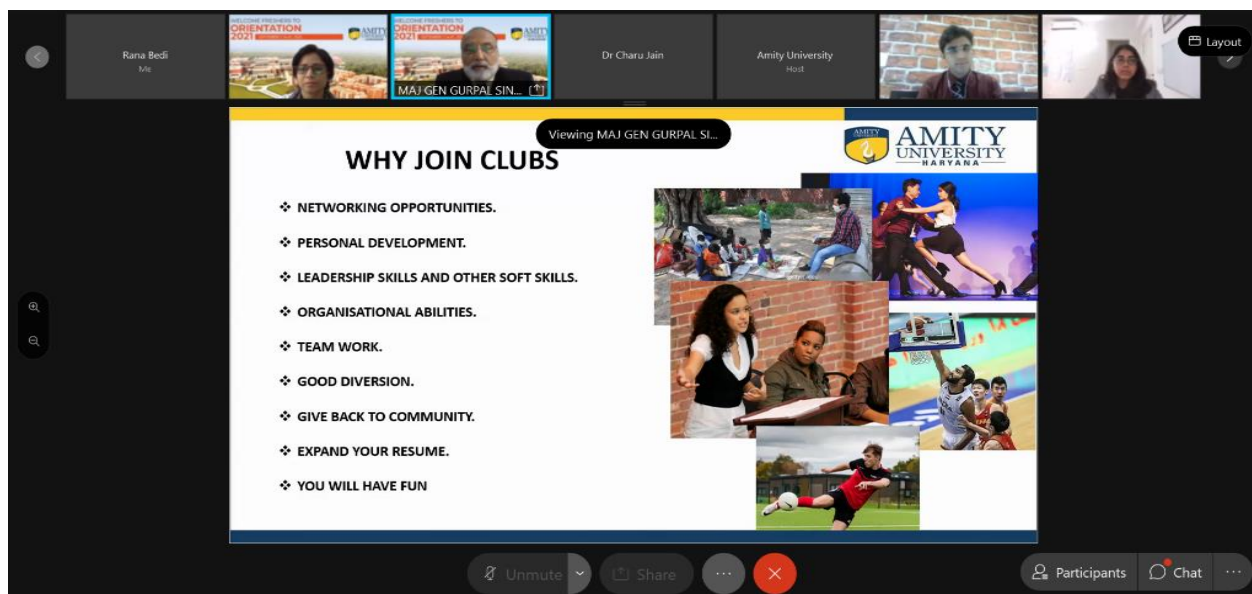 Rana Bedi
Me
WELCOME FRESHERS TO
ORIENTATION
2021
AMITY
WELCOME FRESHERS TO
ORIENTATION
2021
AMITY
MAJ GEN GURPAL SIN...
Dr Charu Jain
Amity University
Host
Layout
Viewing MAJ GEN GURPAL SI...
AMITY
UNIVERSITY
AMITY
UNIVERSITY
HARYANA
WHY JOIN CLUBS
❖ NETWORKING OPPORTUNITIES.
❖ PERSONAL DEVELOPMENT.
❖ LEADERSHIP SKILLS AND OTHER SOFT SKILLS.
❖ ORGANISATIONAL ABILITIES.
❖ TEAM WORK.
❖ GOOD DIVERSION.
❖ GIVE BACK TO COMMUNITY.
❖ EXPAND YOUR RESUME.
❖ YOU WILL HAVE FUN
Unmute
Share
...
Participants
Chat
...